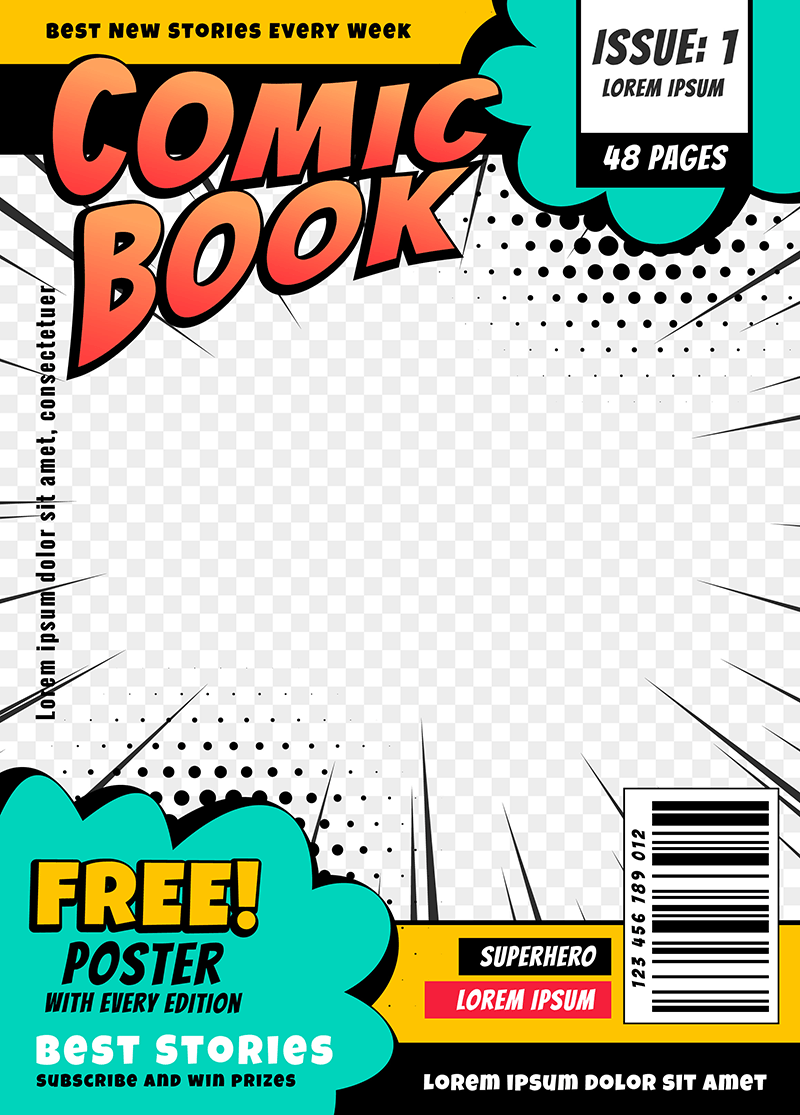 Best New Stories Every Week
ISSUE: 1
LOREM IPSUM
48 PAGES
COMIC
BOOK
Lorem ipsum dolor sit amet, consectetuer
FREE!
POSTER
WITH EVERY EDITION
Best Stories
Subscribe and win prizes
SUPERHERO
LOREM IPSUM
123 456 789 012
Lorem ipsum dolor sit amet